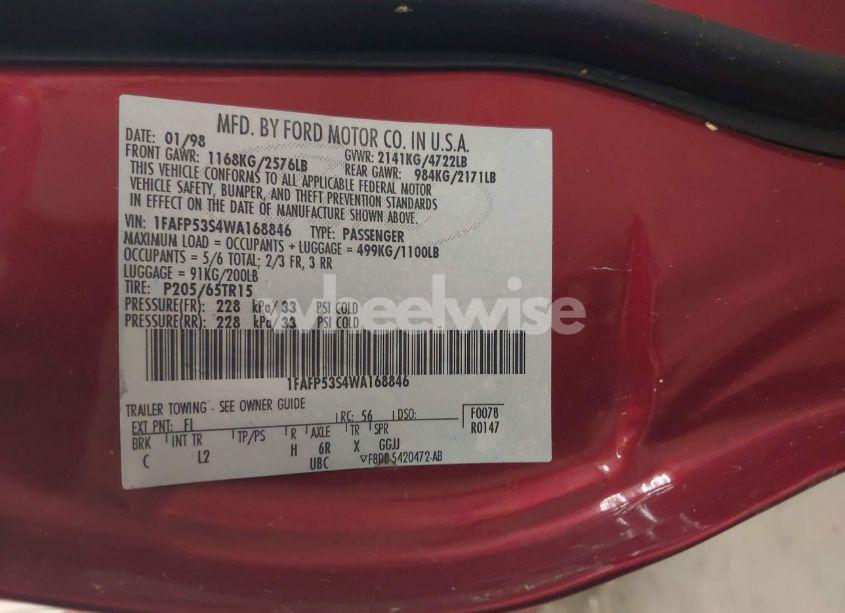 MFD. BY FORD MOTOR CO. IN U.S.A.
DATE: 01/98 GVWR: 2141KG/4722LB
FRONT GAWR: 1168KG/2576LB REAR GAWR: 984KG/2171LB
THIS VEHICLE CONFORMS TO ALL APPLICABLE FEDERAL MOTOR
VEHICLE SAFETY, BUMPER, AND THEFT PREVENTION STANDARDS
IN EFFECT ON THE DATE OF MANUFACTURE SHOWN ABOVE.
VIN: 1FAFP53S4WA168846 TYPE: PASSENGER
MAXIMUM LOAD = OCCUPANTS + LUGGAGE = 499KG/1100LB
OCCUPANTS = 5/6 TOTAL; 2/3 FR, 3 RR
LUGGAGE = 91KG/200LB
TIRE: P205/65TR15
PRESSURE(FR) = 228 kPa/33 PSI COLD
PRESSURE(RR) = 228 kPa/33 PSI COLD
wheelwise
1FAFP53S4WA168846
TRAILER TOWING - SEE OWNER GUIDE
EXT PNT: FI RC: 56 DSO: F0078
R0147
BRK INT TR TP/PS R AXLE TR SPR
C L2 H 6R X GGJJ
UBC ▽F8DB 5420472-AB